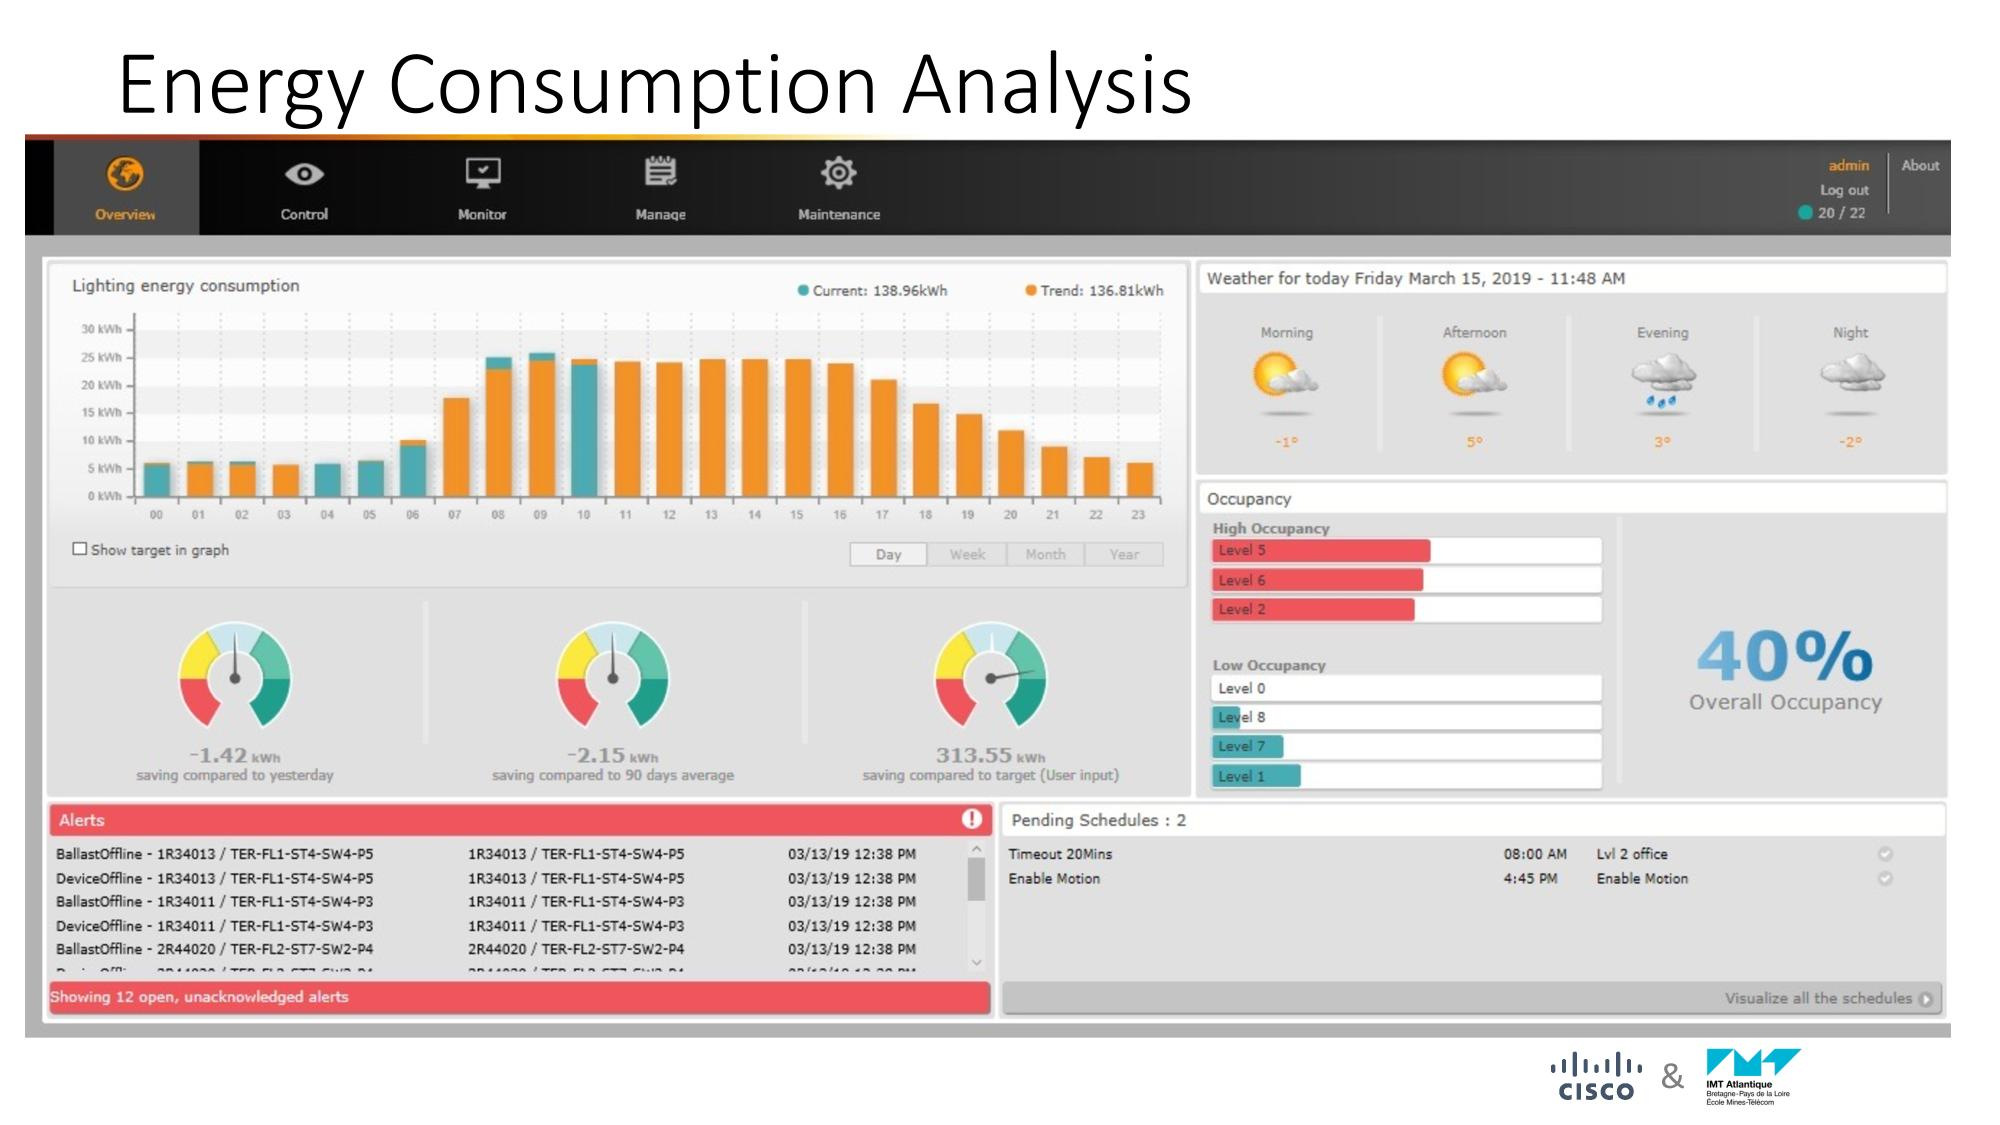 Energy Consumption Analysis
Overview
Control
Monitor
Manage
Maintenance
admin
About
Log out
20 / 22
Lighting energy consumption
Current: 138.96kWh
Trend: 136.81kWh
30 kWh
25 kWh
20 kWh
15 kWh
10 kWh
5 kWh
0 kWh
00 01 02 03 04 05 06 07 08 09 10 11 12 13 14 15 16 17 18 19 20 21 22 23
Show target in graph
Day Week Month Year
-1.42 kWh
saving compared to yesterday
-2.15 kWh
saving compared to 90 days average
313.55 kWh
saving compared to target (User input)
Weather for today Friday March 15, 2019 - 11:48 AM
Morning Afternoon Evening Night
-1° 5° 3° -2°
Occupancy
High Occupancy
Level 5
Level 6
Level 2
Low Occupancy
Level 0
Level 8
Level 7
Level 1
40%
Overall Occupancy
Alerts
BallastOffline - 1R34013 / TER-FL1-ST4-SW4-P5 1R34013 / TER-FL1-ST4-SW4-P5 03/13/19 12:38 PM
DeviceOffline - 1R34013 / TER-FL1-ST4-SW4-P5 1R34013 / TER-FL1-ST4-SW4-P5 03/13/19 12:38 PM
BallastOffline - 1R34011 / TER-FL1-ST4-SW4-P3 1R34011 / TER-FL1-ST4-SW4-P3 03/13/19 12:38 PM
DeviceOffline - 1R34011 / TER-FL1-ST4-SW4-P3 1R34011 / TER-FL1-ST4-SW4-P3 03/13/19 12:38 PM
BallastOffline - 2R44020 / TER-FL2-ST7-SW2-P4 2R44020 / TER-FL2-ST7-SW2-P4 03/13/19 12:38 PM
Showing 12 open, unacknowledged alerts
Pending Schedules : 2
Timeout 20Mins 08:00 AM Lvl 2 office
Enable Motion 4:45 PM Enable Motion
Visualize all the schedules
CISCO
&
IMT Atlantique
Bretagne-Pays de la Loire
École Mines-Télécom